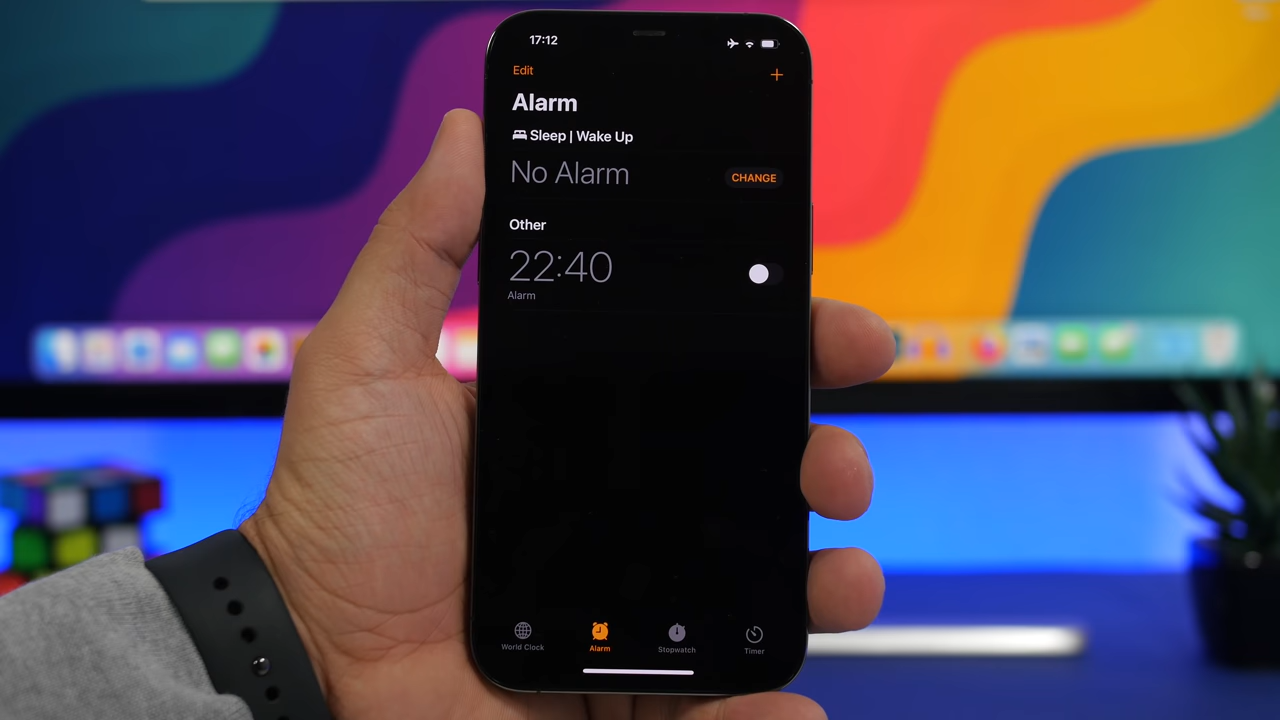 17:12
Edit
+
Alarm
Sleep | Wake Up
No Alarm
CHANGE
Other
22:40
Alarm
World Clock
Alarm
Stopwatch
Timer